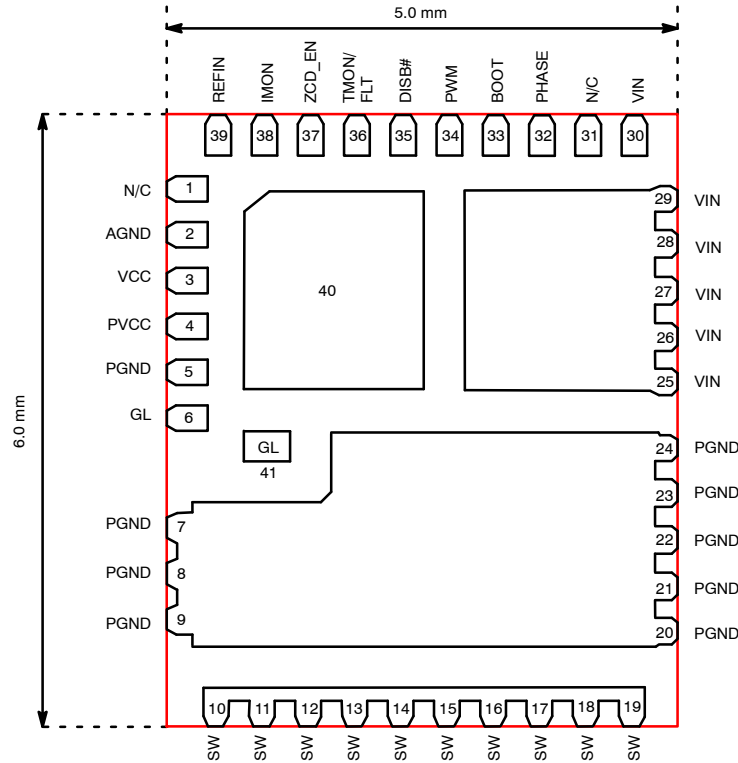 5.0 mm
REFIN
IMON
ZCD_EN
TMON/
FLT
DISB#
PWM
BOOT
PHASE
N/C
VIN
39
38
37
36
35
34
33
32
31
30
N/C
1
AGND
2
VCC
3
PVCC
4
PGND
5
GL
6
40
29
VIN
28
VIN
27
VIN
26
VIN
25
VIN
6.0 mm
GL
41
24
PGND
23
PGND
22
PGND
21
PGND
20
PGND
PGND
7
PGND
8
PGND
9
10
11
12
13
14
15
16
17
18
19
SW
SW
SW
SW
SW
SW
SW
SW
SW
SW